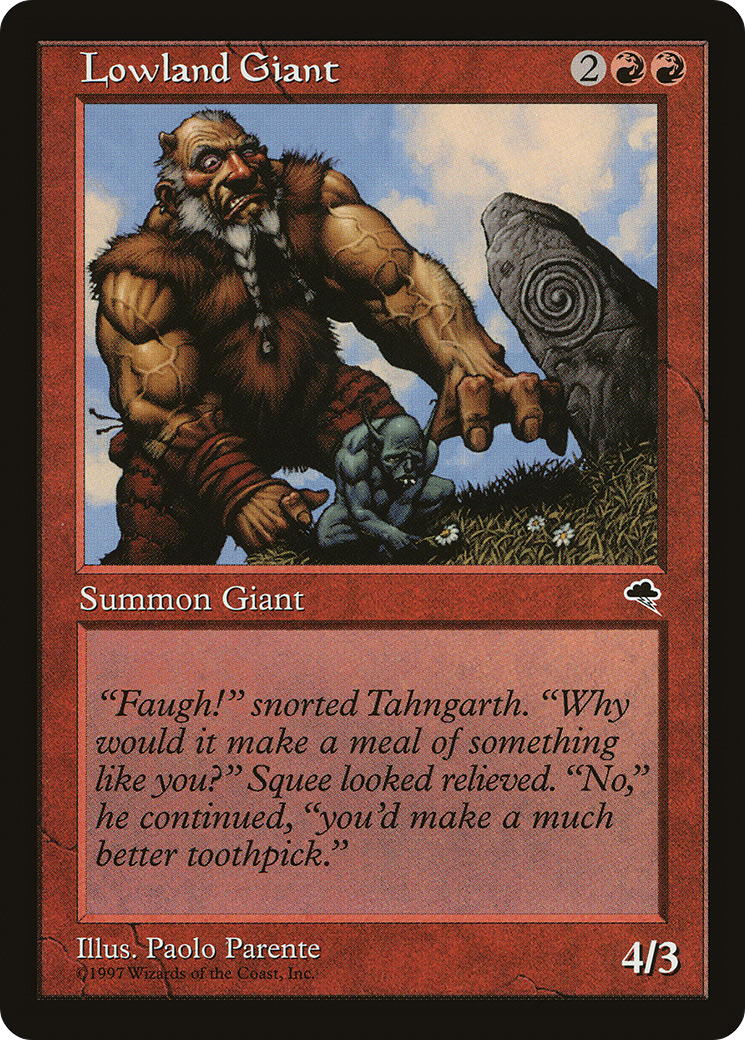 Lowland Giant
2
Summon Giant
“Faugh!” snorted Tahngarth. “Why
would it make a meal of something
like you?” Squee looked relieved. “No,”
he continued, “you’d make a much
better toothpick.”
Illus. Paolo Parente
©1997 Wizards of the Coast, Inc.
4/3